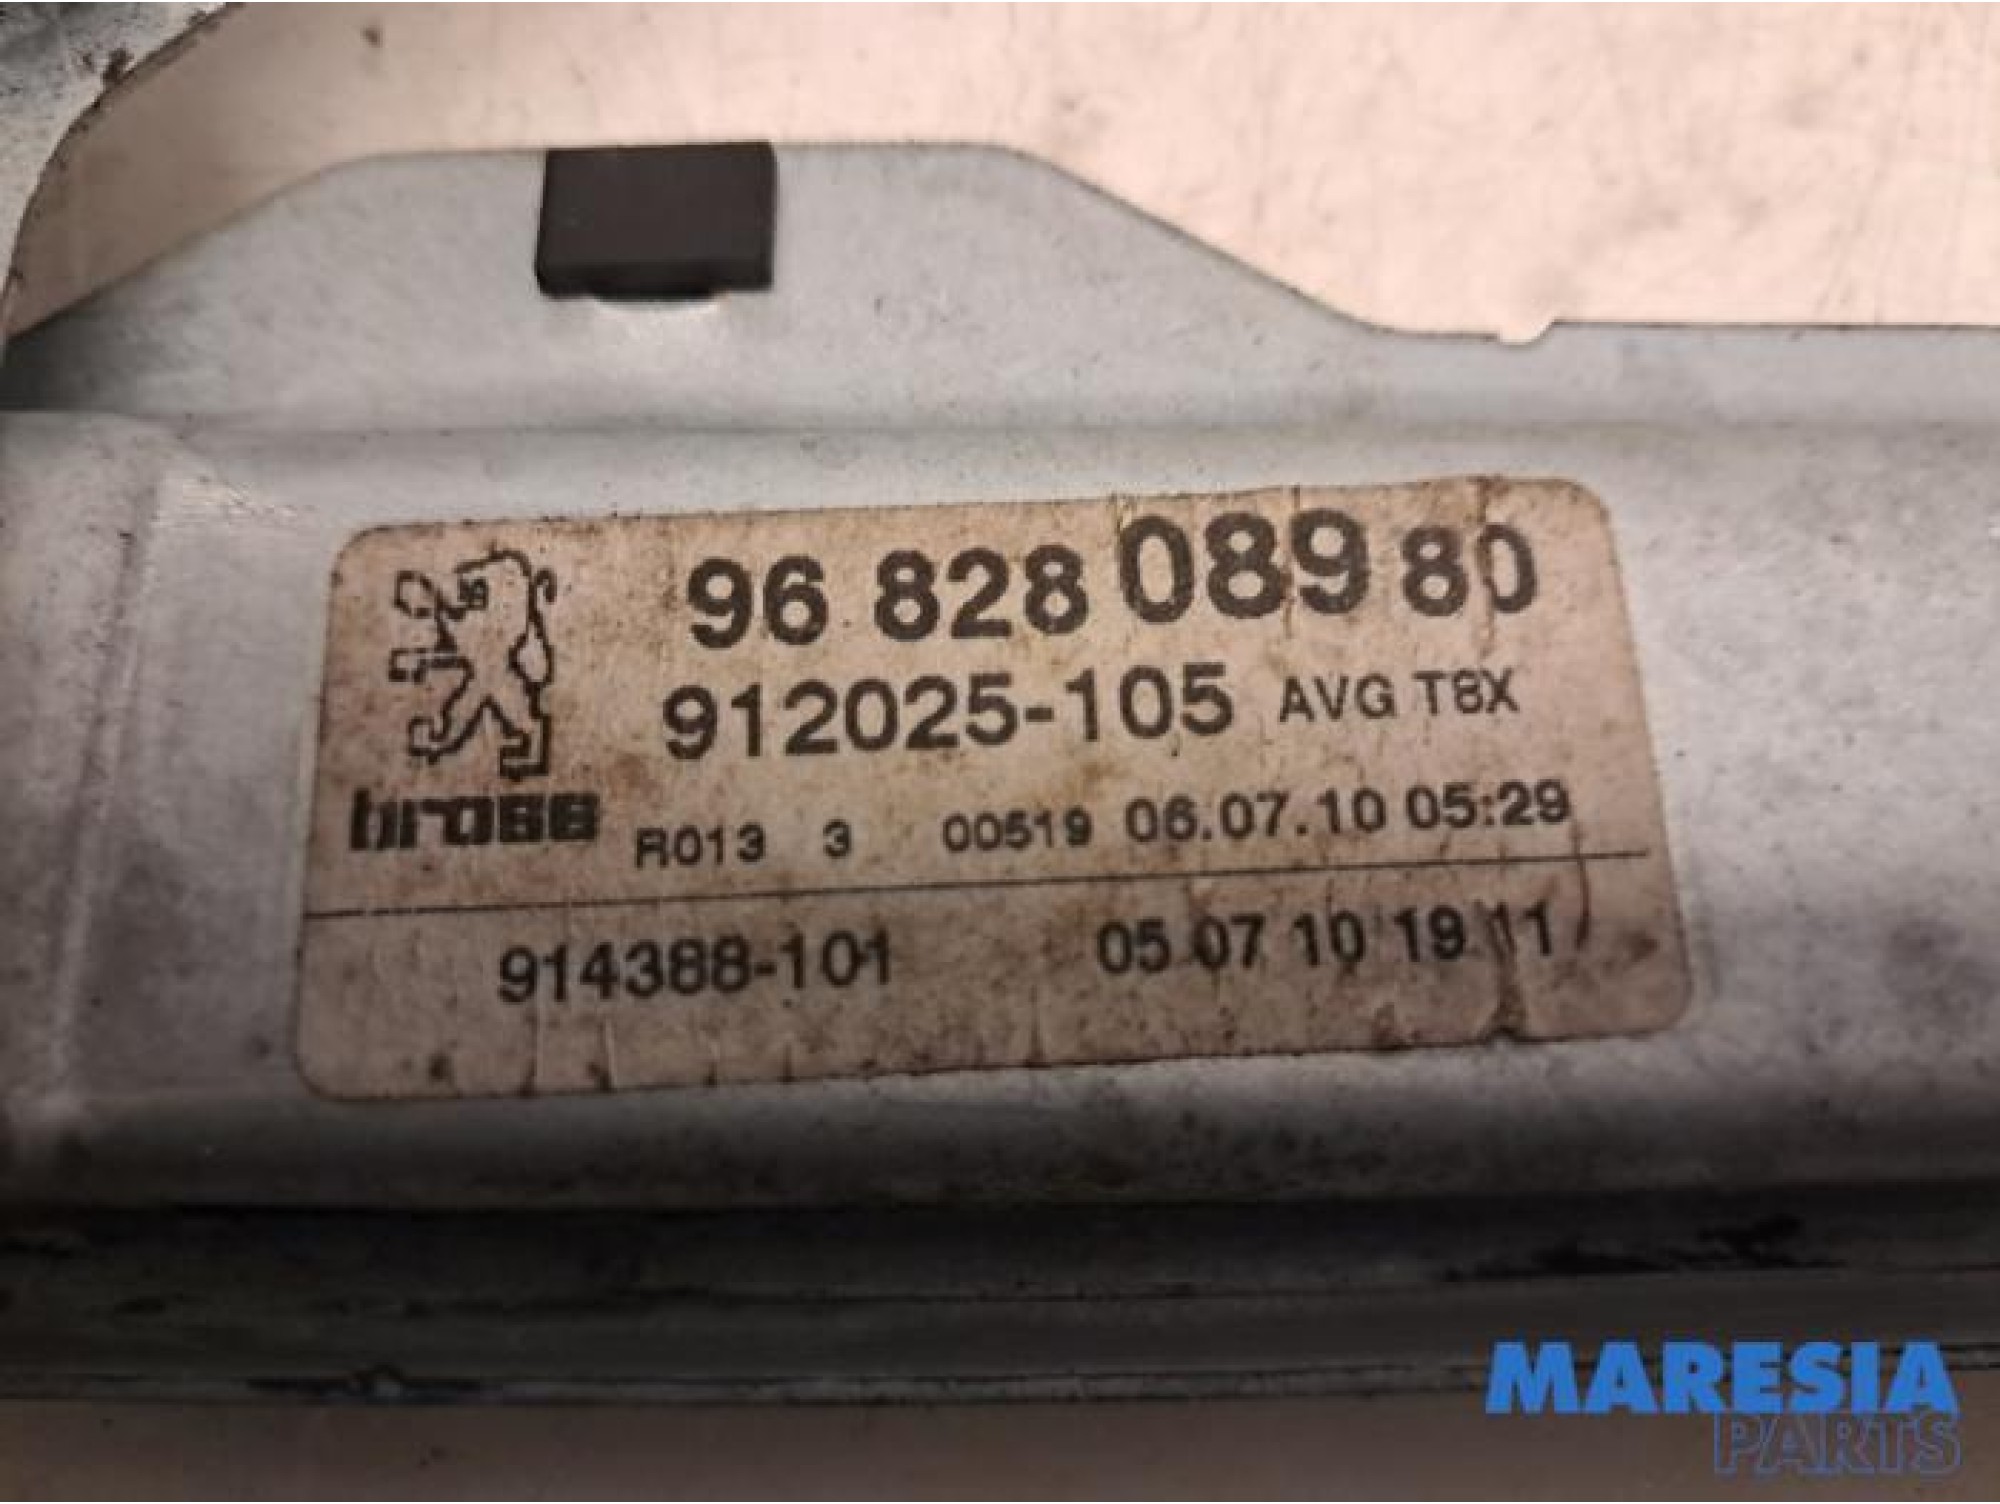 96 828 089 80
912025-105 AVG T8X
brose R013 3 00519 06.07.10 05:29
914388-101 05 07 10 19 11
MARESIA
PARTS